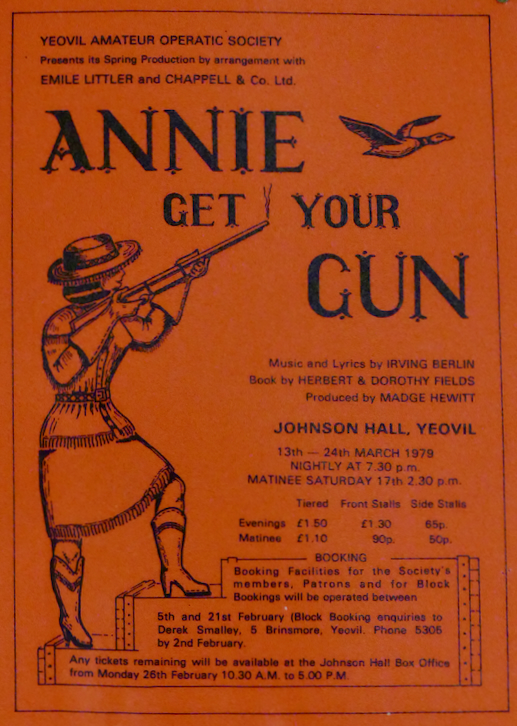 YEOVIL AMATEUR OPERATIC SOCIETY
Presents its Spring Production by arrangement with
EMILE LITTLER and CHAPPELL & Co. Ltd.
ANNIE
GET YOUR
GUN
Music and Lyrics by IRVING BERLIN
Book by HERBERT & DOROTHY FIELDS
Produced by MADGE HEWITT
JOHNSON HALL, YEOVIL
13th — 24th MARCH 1979
NIGHTLY AT 7.30 p.m.
MATINEE SATURDAY 17th 2.30 p.m.
Tiered Front Stalls Side Stalls
Evenings £1.50 £1.30 65p.
Matinee £1.10 90p. 50p.
BOOKING
Booking Facilities for the Society's
members, Patrons and for Block
Bookings will be operated between
5th and 21st February (Block Booking enquiries to
Derek Smalley, 5 Brinsmore, Yeovil. Phone 5305
by 2nd February.
Any tickets remaining will be available at the Johnson Hall Box Office
from Monday 26th February 10.30 A.M. to 5.00 P.M.